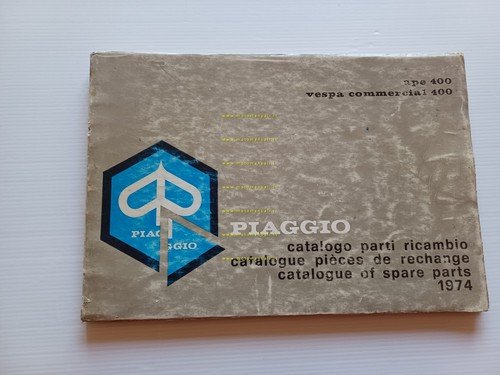 ape 400
vespa commercial 400
PIAGGIO
PIAGGIO
catalogo parti ricambio
catalogue pièces de rechange
catalogue of spare parts
1974